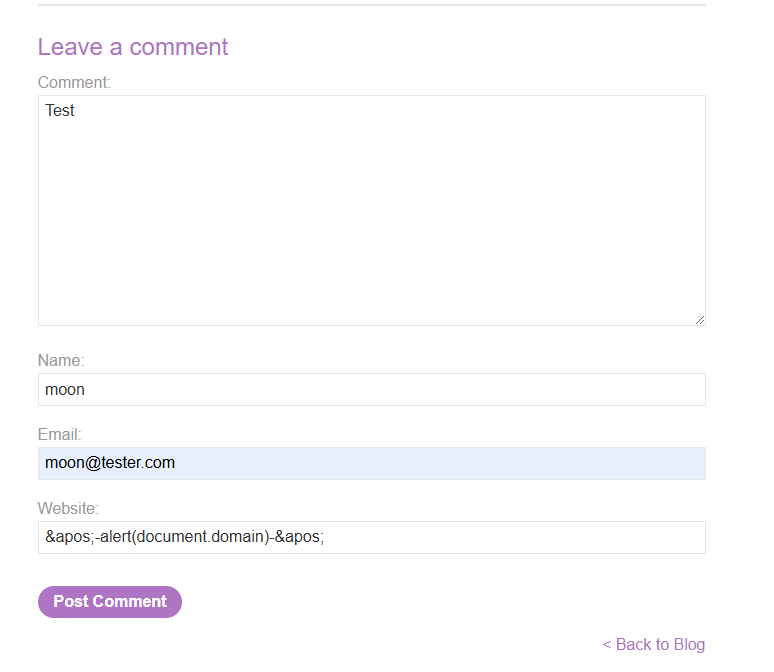 Leave a comment
Comment:
Test
Name:
moon
Email:
moon@tester.com
Website:
&apos;-alert(document.domain)-&apos;
Post Comment
< Back to Blog